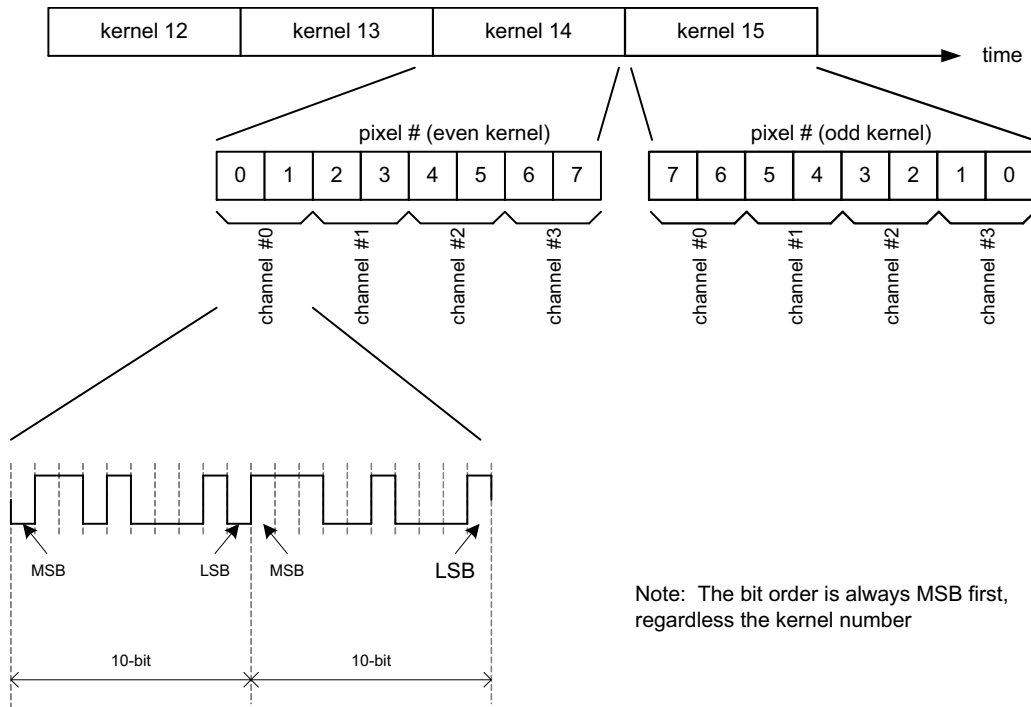 kernel 12 kernel 13 kernel 14 kernel 15
time
pixel # (even kernel) pixel # (odd kernel)
0 1 2 3 4 5 6 7 7 6 5 4 3 2 1 0
channel #0 channel #1 channel #2 channel #3 channel #0 channel #1 channel #2 channel #3
MSB LSB MSB LSB
Note: The bit order is always MSB first,
regardless the kernel number
10-bit 10-bit